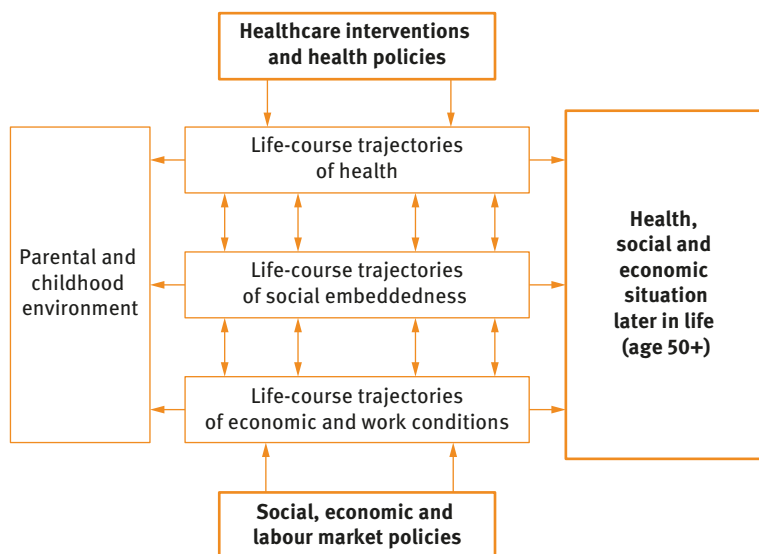 Healthcare interventions
and health policies
Life-course trajectories
of health
Parental and
childhood
environment
Life-course trajectories
of social embeddedness
Health,
social and
economic
situation
later in life
(age 50+)
Life-course trajectories
of economic and work conditions
Social, economic and
labour market policies